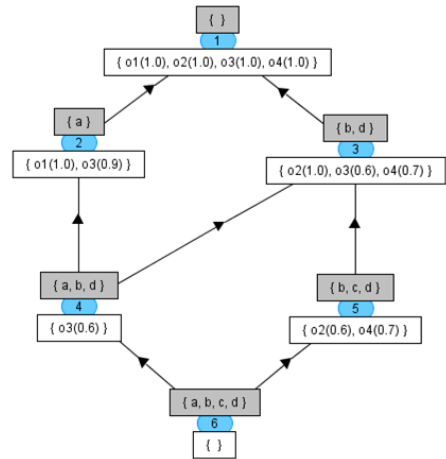 { }
1
{ o1(1.0), o2(1.0), o3(1.0), o4(1.0) }
{ a }
2
{ o1(1.0), o3(0.9) }
{ b, d }
3
{ o2(1.0), o3(0.6), o4(0.7) }
{ a, b, d }
4
{ o3(0.6) }
{ b, c, d }
5
{ o2(0.6), o4(0.7) }
{ a, b, c, d }
6
{ }